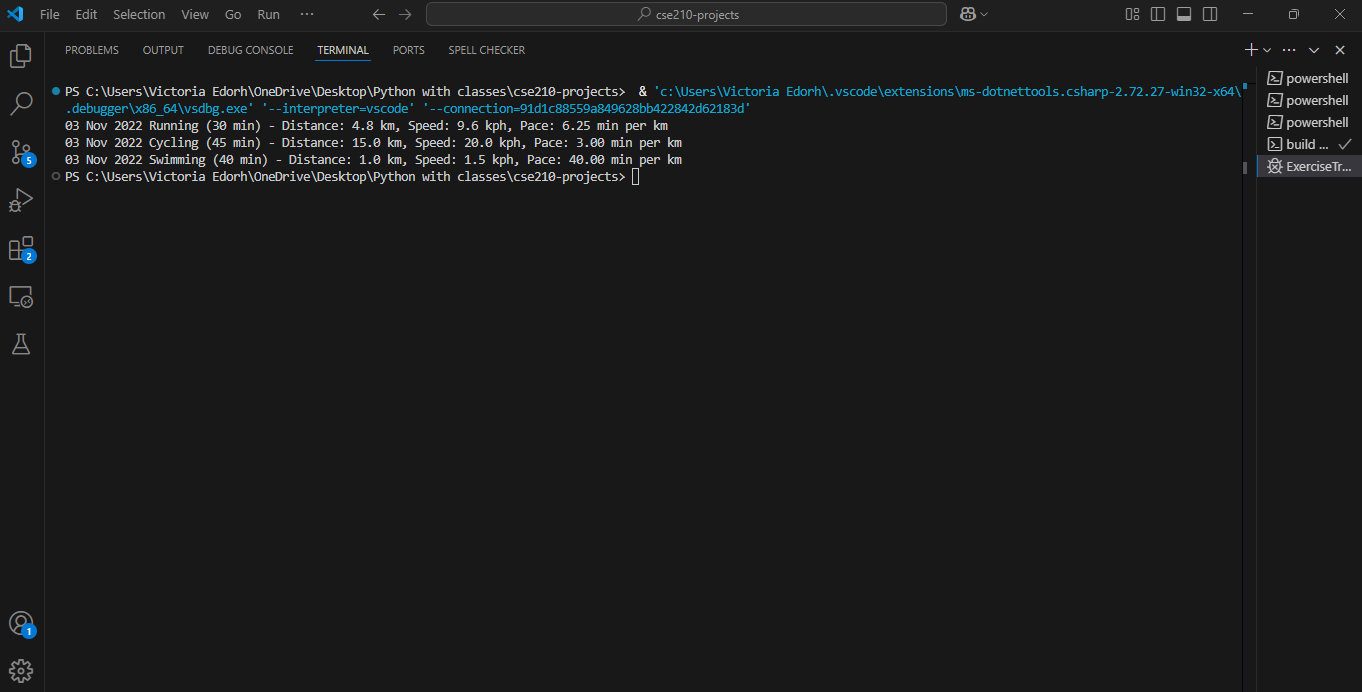 File Edit Selection View Go Run ··· cse210-projects
PROBLEMS OUTPUT DEBUG CONSOLE TERMINAL PORTS SPELL CHECKER
PS C:\Users\Victoria Edorh\OneDrive\Desktop\Python with classes\cse210-projects>  & 'c:\Users\Victoria Edorh\.vscode\extensions\ms-dotnettools.csharp-2.72.27-win32-x64\
.debugger\x86_64\vsdbg.exe' '--interpreter=vscode' '--connection=91d1c88559a849628bb422842d62183d'
03 Nov 2022 Running (30 min) - Distance: 4.8 km, Speed: 9.6 kph, Pace: 6.25 min per km
03 Nov 2022 Cycling (45 min) - Distance: 15.0 km, Speed: 20.0 kph, Pace: 3.00 min per km
03 Nov 2022 Swimming (40 min) - Distance: 1.0 km, Speed: 1.5 kph, Pace: 40.00 min per km
PS C:\Users\Victoria Edorh\OneDrive\Desktop\Python with classes\cse210-projects>
powershell
powershell
powershell
build ...
ExerciseTr...
5
2
1